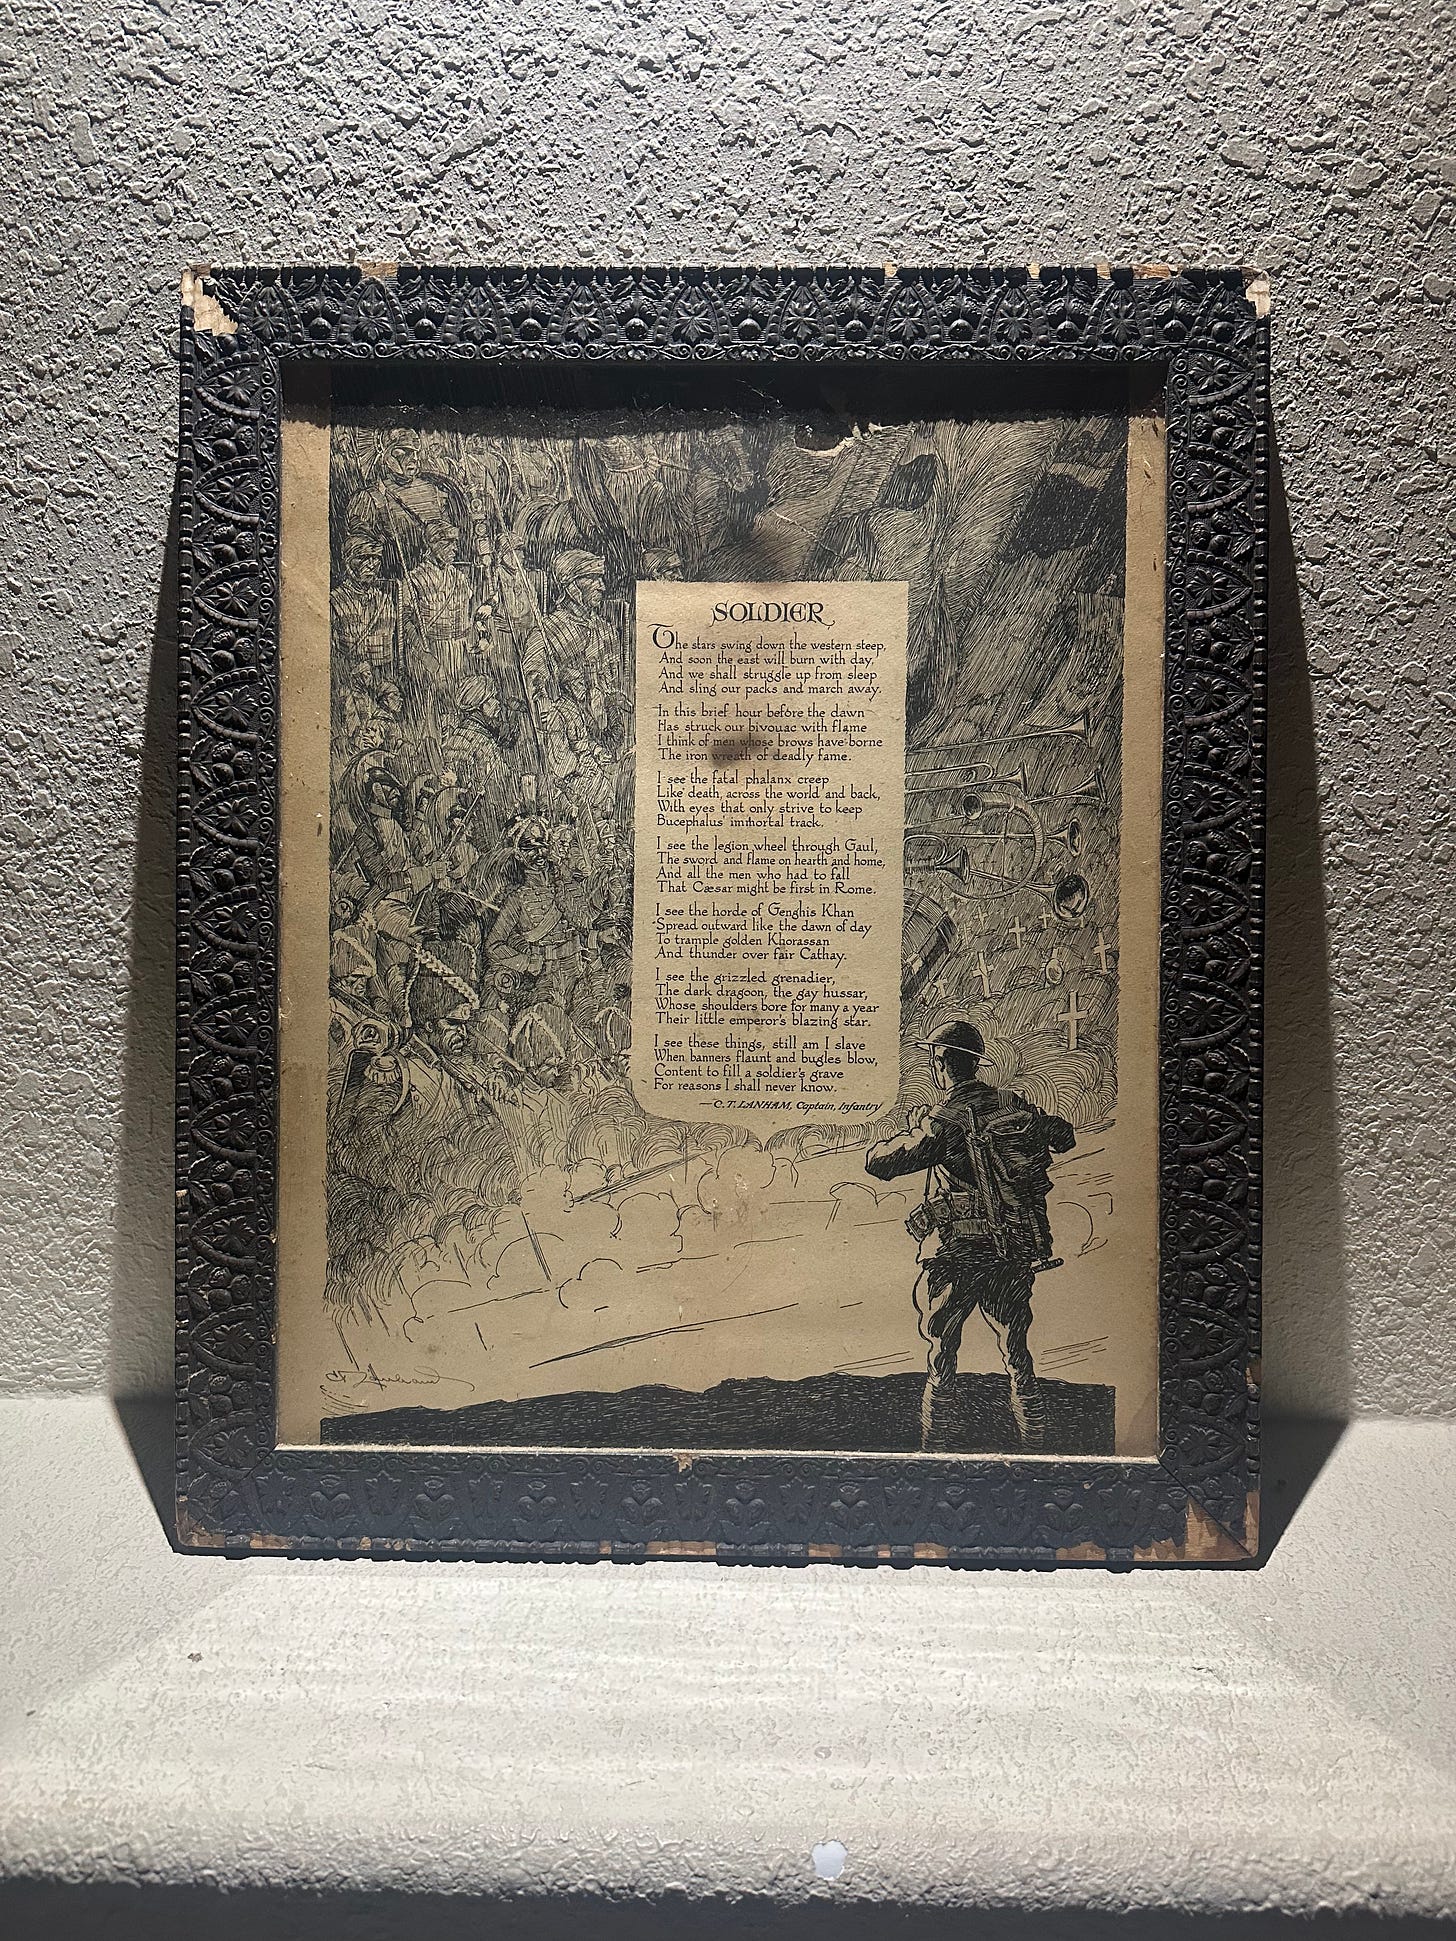 SOLDIER
The stars swing down the western steep,
And soon the east will burn with day,
And we shall struggle up from sleep
And sling our packs and march away.
In this brief hour before the dawn
Has struck our bivouac with flame
I think of men whose brows have borne
The iron wreath of deadly fame.
I see the fatal phalanx creep
Like death, across the world and back,
With eyes that only strive to keep
Bucephalus' immortal track.
I see the legion wheel through Gaul,
The sword and flame on hearth and home,
And all the men who had to fall
That Cæsar might be first in Rome.
I see the horde of Genghis Khan
Spread outward like the dawn of day
To trample golden Khorassan
And thunder over fair Cathay.
I see the grizzled grenadier,
The dark dragoon, the gay hussar,
Whose shoulders bore for many a year
Their little emperor's blazing star.
I see these things, still am I slave
When banners flaunt and bugles blow,
Content to fill a soldier's grave
For reasons I shall never know.
—C.T. LANHAM, Captain, Infantry